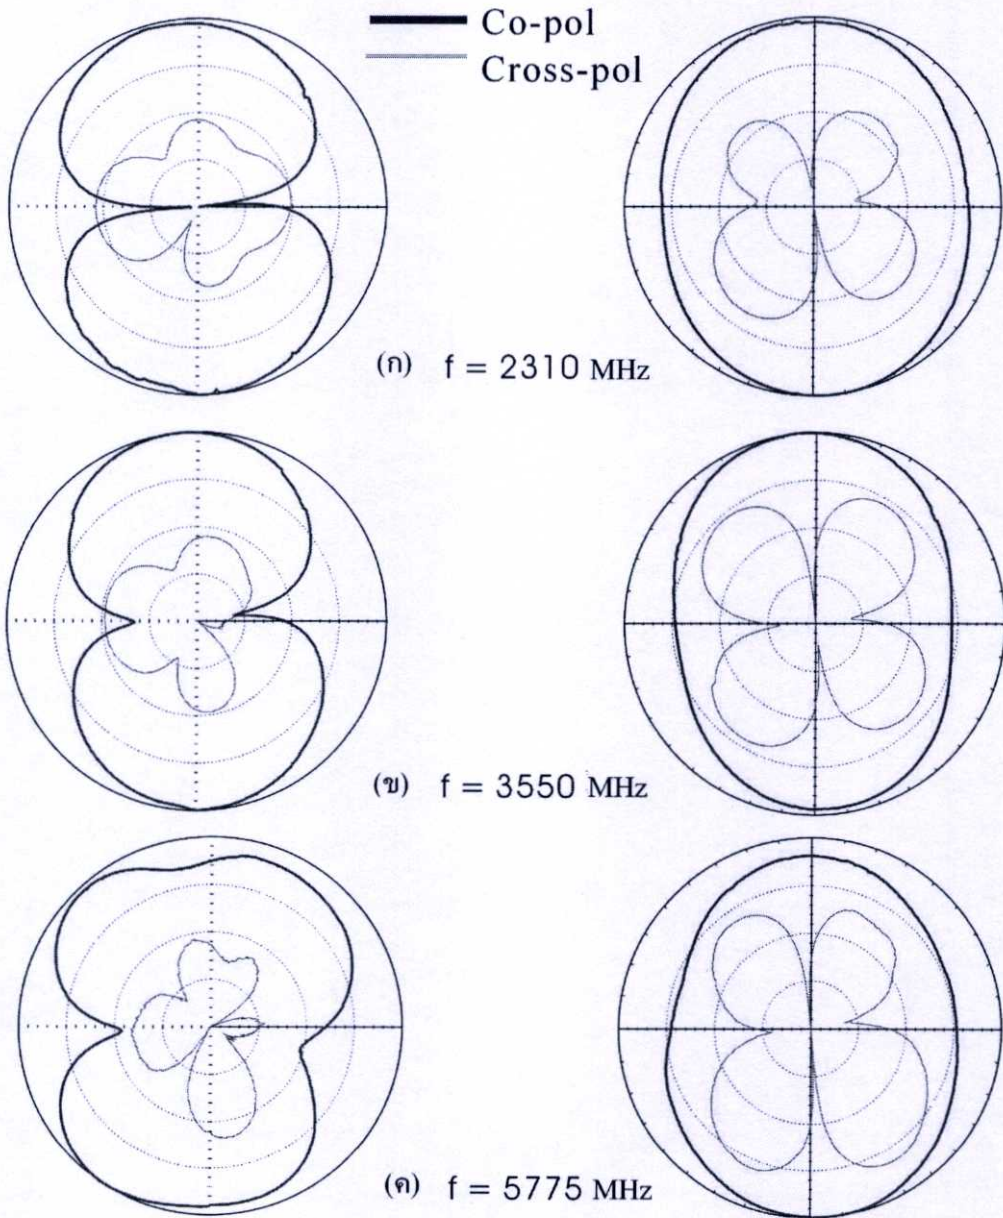 Co-pol
Cross-pol
(ก) f = 2310 MHz
(ข) f = 3550 MHz
(ค) f = 5775 MHz